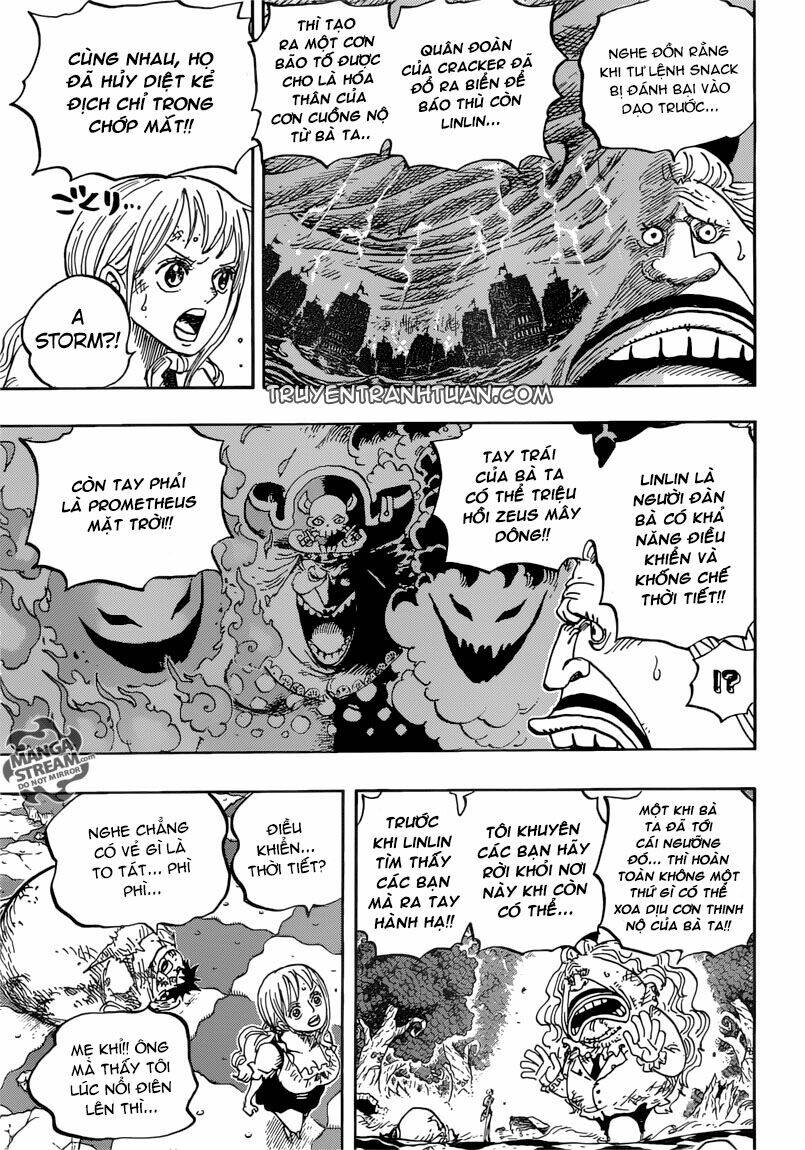 NGHE ĐỒN RẰNG
KHI TƯ LỆNH SNACK
BỊ ĐÁNH BẠI VÀO
DẠO TRƯỚC...
QUÂN ĐOÀN
CỦA CRACKER ĐÃ
ĐỔ RA BIỂN ĐỂ
BÁO THÙ CÒN
LINLIN...
THÌ TẠO
RA MỘT CƠN
BÃO TỐ ĐƯỢC
CHO LÀ HÓA
THÂN CỦA
CƠN CUỒNG NỘ
TỪ BÀ TA..
CÙNG NHAU, HỌ
ĐÃ HỦY DIỆT KẺ
ĐỊCH CHỈ TRONG
CHỚP MẮT!!
ごくり...
A
STORM?!
TRUYENTRANHTUAN.COM
LINLIN LÀ
NGƯỜI ĐÀN
BÀ CÓ KHẢ
NĂNG ĐIỀU
KHIỂN VÀ
KHỐNG CHẾ
THỜI TIẾT!!
!?
TAY TRÁI
CỦA BÀ TA
CÓ THỂ TRIỆU
HỒI ZEUS MÂY
DÔNG!!
CÒN TAY PHẢI
LÀ PROMETHEUS
MẶT TRỜI!!
MANGA
STREAM.COM
DO NOT MIRROR
MỘT KHI BÀ
TA ĐÃ TỚI
CÁI NGƯỠNG
ĐÓ... THÌ HOÀN
TOÀN KHÔNG MỘT
THỨ GÌ CÓ THỂ
XOA DỊU CƠN THỊNH
NỘ CỦA BÀ TA!!
TÔI KHUYÊN
CÁC BẠN HÃY
RỜI KHỎI NƠI
NÀY KHI CÒN
CÓ THỂ...
TRƯỚC
KHI LINLIN
TÌM THẤY
CÁC BẠN
MÀ RA TAY
HÀNH HẠ!!
ĐIỀU
KHIỂN...
THỜI TIẾT?
NGHE CHẲNG
CÓ VẺ GÌ LÀ
TO TÁT... PHÌ
PHÌ...
MẸ KHỈ!! ÔNG
MÀ THẤY TÔI
LÚC NỔI ĐIÊN
LÊN THÌ...